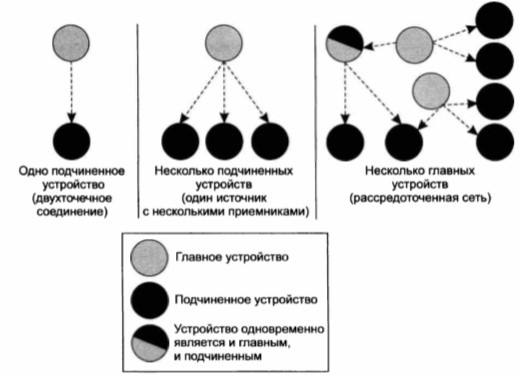 Одно подчиненное
устройство
(двухточечное
соединение)
Несколько подчиненных
устройств
(один источник
с несколькими приемниками)
Несколько главных
устройств
(рассредоточенная сеть)
Главное устройство
Подчиненное устройство
Устройство одновременно
является и главным,
и подчиненным